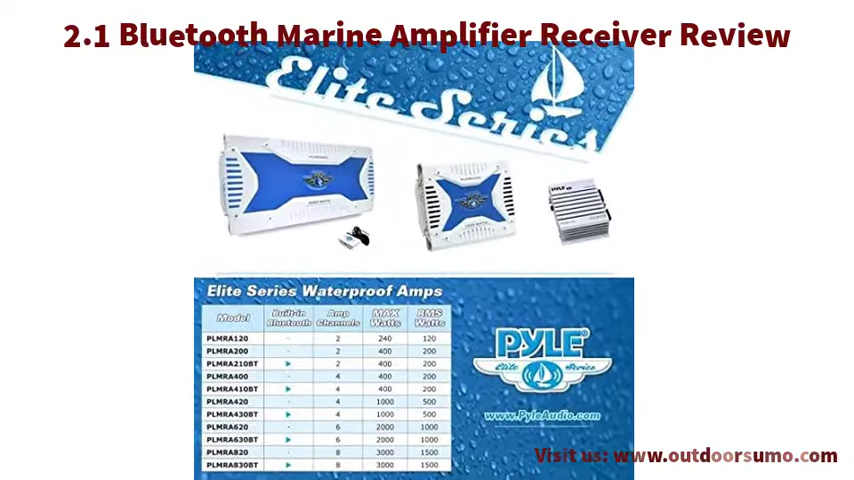 2.1 Bluetooth Marine Amplifier Receiver Review
Elite Series
PYLE
Elite Series Waterproof Amps
Model Built-in Bluetooth Amp Channels MAX Watts RMS Watts
PLMRA120 - 2 240 120
PLMRA200 - 2 400 200
PLMRA210BT ► 2 400 200
PLMRA400 - 4 400 200
PLMRA410BT ► 4 400 200
PLMRA420 - 4 1000 500
PLMRA430BT ► 4 1000 500
PLMRA620 - 6 2000 1000
PLMRA630BT ► 6 2000 1000
PLMRA820 - 8 3000 1500
PLMRA830BT ► 8 3000 1500
PYLE®
Elite Series
www.PyleAudio.com
Visit us: www.outdoorsumo.com